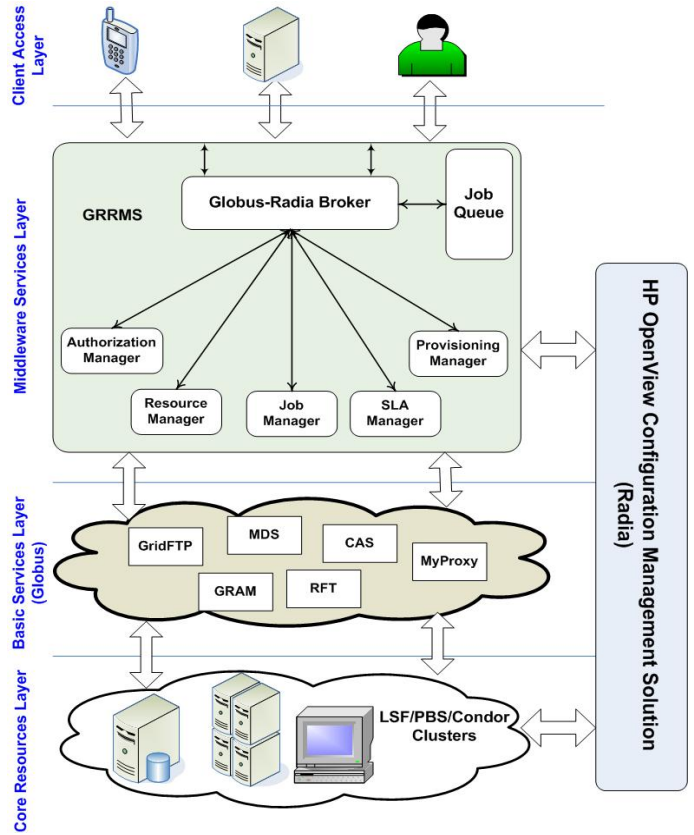 Client Access
Layer
Middleware Services Layer
GRRMS
Globus-Radia Broker
Job
Queue
Authorization
Manager
Provisioning
Manager
Resource
Manager
Job
Manager
SLA
Manager
HP OpenView Configuration Management Solution
(Radia)
Basic Services Layer
(Globus)
GridFTP
MDS
CAS
MyProxy
GRAM
RFT
Core Resources Layer
LSF/PBS/Condor
Clusters